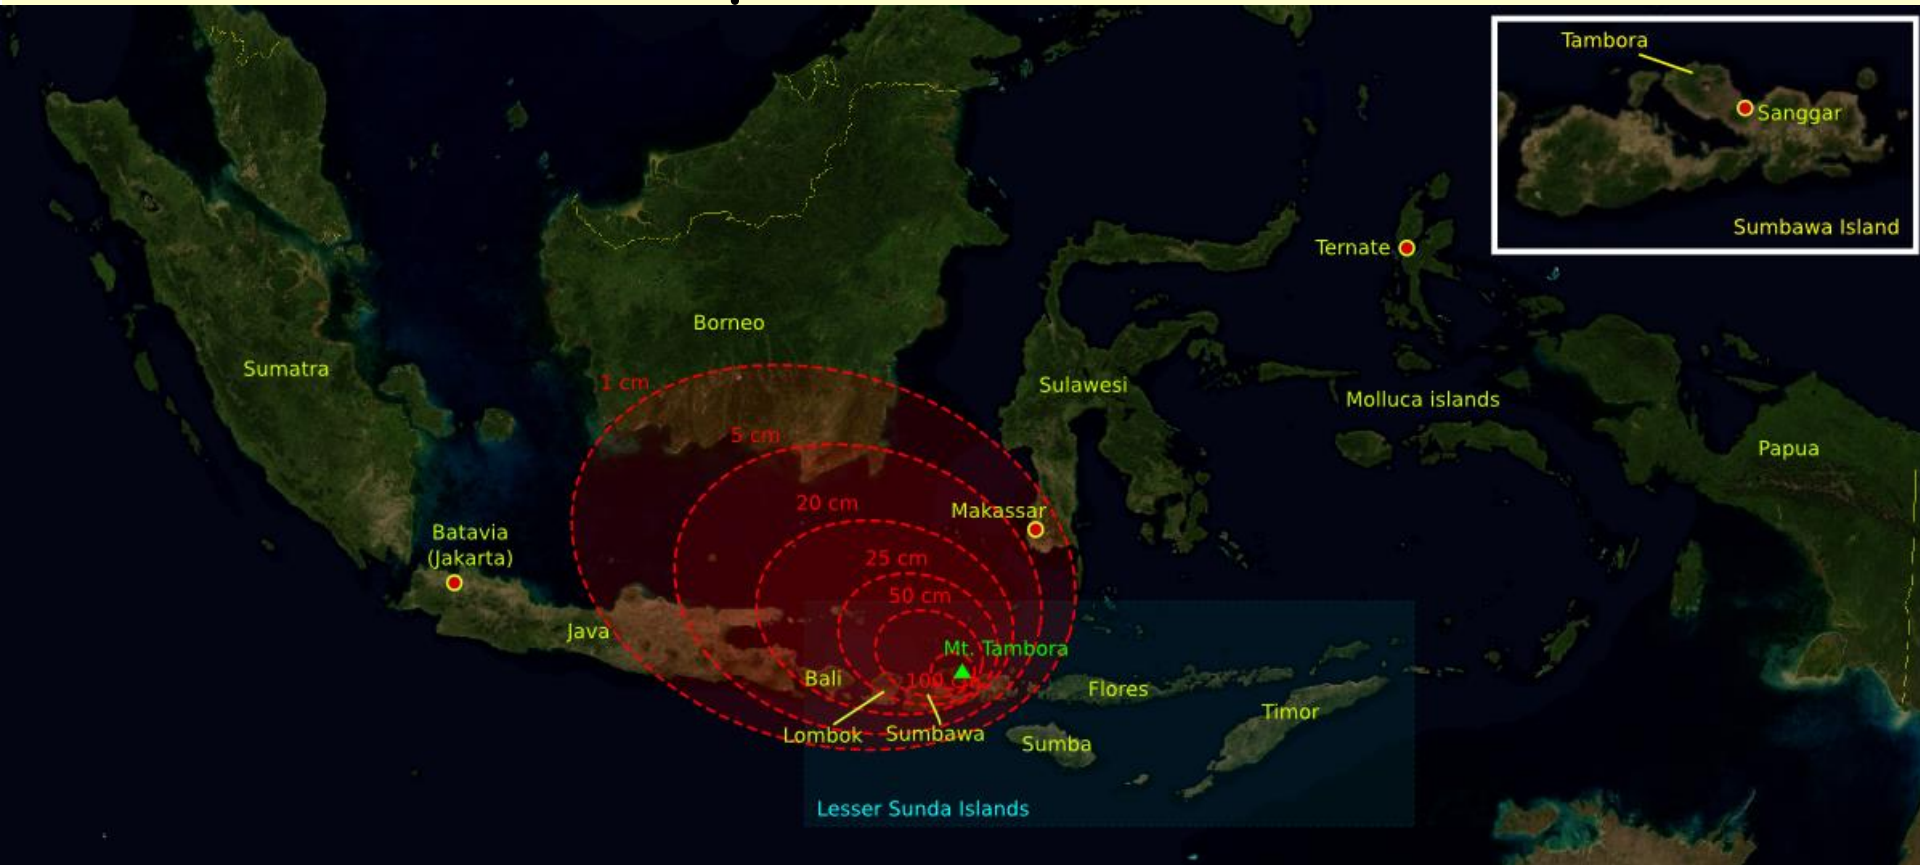 Tambora
Sanggar
Sumbawa Island
Ternate
Borneo
Sumatra
1 cm
Sulawesi
Molluca islands
5 cm
Papua
20 cm
Makassar
Batavia
(Jakarta)
25 cm
50 cm
Java
Mt. Tambora
Bali
100
Flores
Timor
Lombok
Sumbawa
Sumba
Lesser Sunda Islands